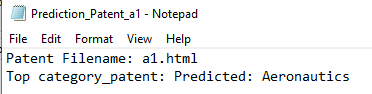 Prediction_Patent_a1 - Notepad
File Edit Format View Help
Patent Filename: a1.html
Top category_patent: Predicted: Aeronautics